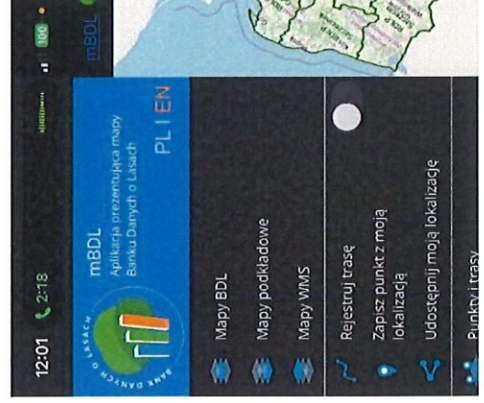 12:01 2:18 100
mBDL
BANK DANYCH O LASACH
mBDL
Aplikacja prezentująca mapy
Banku Danych o Lasach
PL | EN
Mapy BDL
Mapy podkładowe
Mapy WMS
Rejestruj trasę
Zapisz punkt z moją
lokalizacją
Udostępnij moją lokalizację
Punkty i trasy